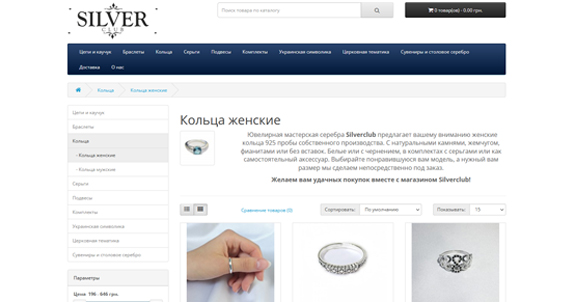 SILVER
CLUB
Поиск товара по каталогу
0 товар(ов) - 0.00 грн.
Цепи и каучук Браслеты Кольца Серьги Подвесы Комплекты Украинская символика Церковная тематика Сувениры и столовое серебро
Доставка О нас
Кольца Кольца женские
Цепи и каучук
Браслеты
Кольца
- Кольца женские
- Кольца мужские
Серьги
Подвесы
Комплекты
Украинская символика
Церковная тематика
Сувениры и столовое серебро
Параметры
Цена: 196 - 646 грн.
Кольца женские
Ювелирная мастерская серебра Silverclub предлагает вашему вниманию женские
кольца 925 пробы собственного производства. С натуральными камнями, жемчугом,
фианитами или без вставок. Белые или с чернением, в комплектах с серьгами или как
самостоятельный аксессуар. Выбирайте понравившуюся вам модель, а нужный вам
размер мы сделаем непосредственно под заказ.
Желаем вам удачных покупок вместе с магазином Silverclub!
Сравнение товаров (0)
Сортировать: По умолчанию
Показывать: 15